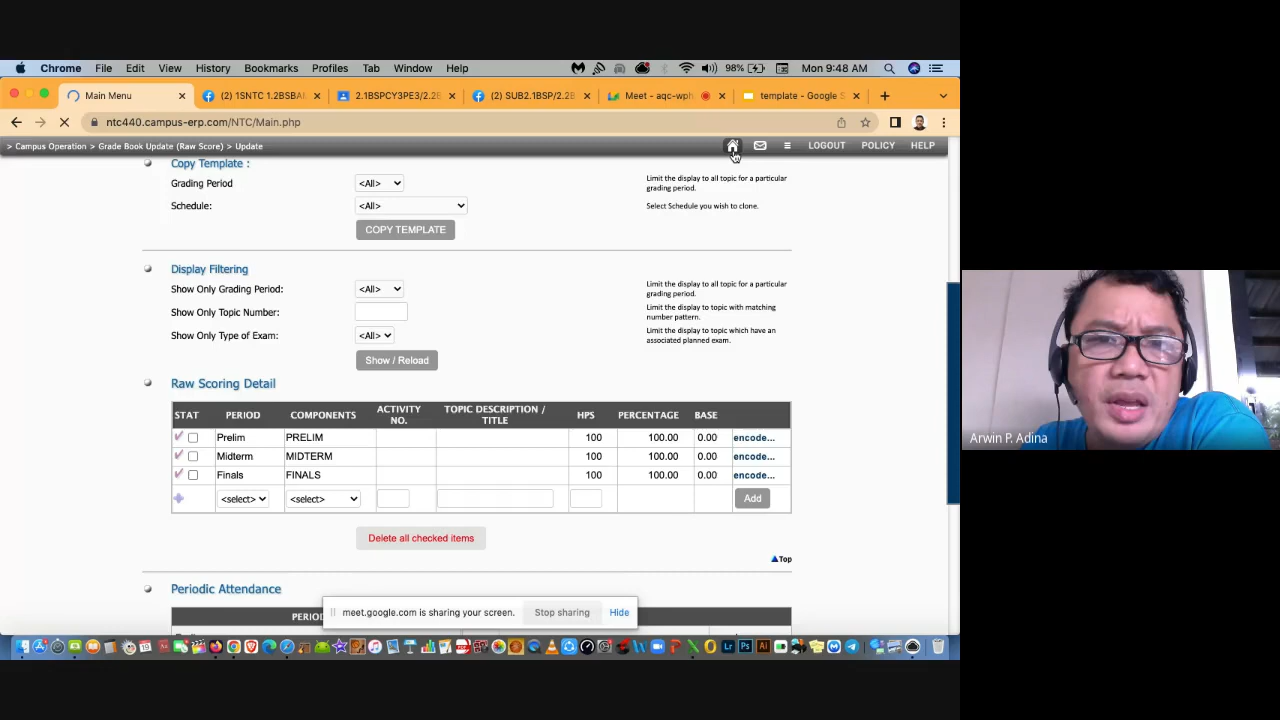 Chrome File Edit View History Bookmarks Profiles Tab Window Help 98% Mon 9:48 AM
Main Menu (2) 1SNTC 1.2BSBA 2.1BSPCY3PE3/2.2B (2) SUB2.1BSP/2.2B Meet - aqc-wph template - Google S
ntc440.campus-erp.com/NTC/Main.php
> Campus Operation > Grade Book Update (Raw Score) > Update LOGOUT POLICY HELP
Copy Template :
Grading Period <All> Limit the display to all topic for a particular
grading period.
Schedule: <All> Select Schedule you wish to clone.
COPY TEMPLATE
Display Filtering
Show Only Grading Period: <All> Limit the display to all topic for a particular
grading period.
Show Only Topic Number: Limit the display to topic with matching
number pattern.
Show Only Type of Exam: <All> Limit the display to topic which have an
associated planned exam.
Show / Reload
Raw Scoring Detail
STAT PERIOD COMPONENTS ACTIVITY NO. TOPIC DESCRIPTION / TITLE HPS PERCENTAGE BASE
Prelim PRELIM 100 100.00 0.00 encode...
Midterm MIDTERM 100 100.00 0.00 encode...
Finals FINALS 100 100.00 0.00 encode...
<select> <select> Add
Delete all checked items
Top
Periodic Attendance
PERIO
meet.google.com is sharing your screen. Stop sharing Hide
Arwin P. Adina